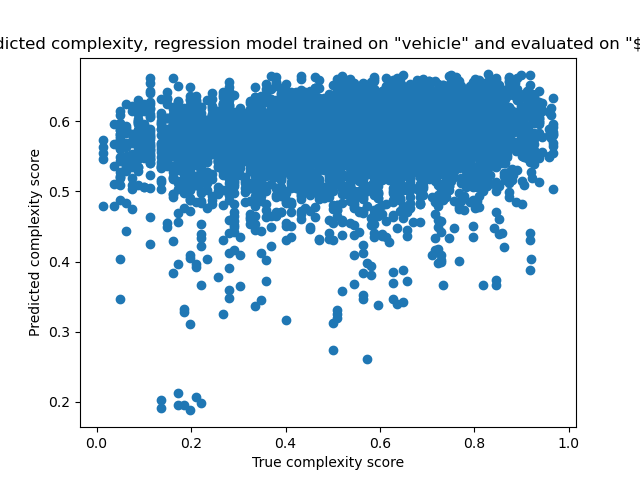 dicted complexity, regression model trained on "vehicle" and evaluated on "$
Predicted complexity score
0.6
0.5
0.4
0.3
0.2
0.0 0.2 0.4 0.6 0.8 1.0
True complexity score